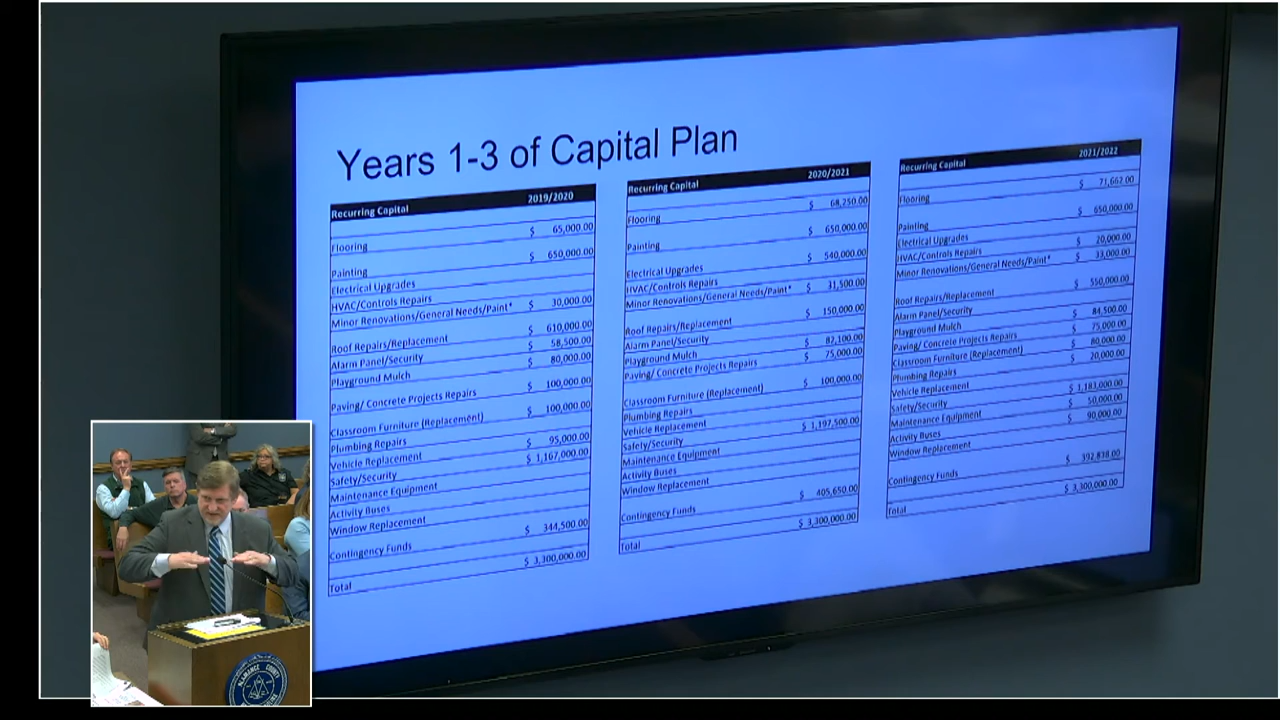 Years 1-3 of Capital Plan
Recurring Capital 2019/2020
Flooring $ 65,000.00
Painting $ 650,000.00
Electrical Upgrades
HVAC/Controls Repairs
Minor Renovations/General Needs/Paint* $ 30,000.00
Roof Repairs/Replacement $ 610,000.00
Alarm Panel/Security $ 58,500.00
Playground Mulch $ 80,000.00
Paving/ Concrete Projects Repairs $ 100,000.00
Classroom Furniture (Replacement) $ 100,000.00
Plumbing Repairs
Vehicle Replacement $ 95,000.00
Safety/Security $ 1,167,000.00
Maintenance Equipment
Activity Buses
Window Replacement
Contingency Funds $ 344,500.00
Total $ 3,300,000.00
Recurring Capital 2020/2021
Flooring $ 68,250.00
Painting $ 650,000.00
Electrical Upgrades $ 540,000.00
HVAC/Controls Repairs
Minor Renovations/General Needs/Paint* $ 31,500.00
Roof Repairs/Replacement $ 150,000.00
Alarm Panel/Security
Playground Mulch $ 82,100.00
Paving/ Concrete Projects Repairs $ 75,000.00
Classroom Furniture (Replacement) $ 100,000.00
Plumbing Repairs
Vehicle Replacement
Safety/Security $ 1,197,500.00
Maintenance Equipment
Activity Buses
Window Replacement
Contingency Funds $ 405,650.00
Total $ 3,300,000.00
Recurring Capital 2021/2022
Flooring $ 71,662.00
Painting $ 650,000.00
Electrical Upgrades
HVAC/Controls Repairs $ 20,000.00
Minor Renovations/General Needs/Paint* $ 33,000.00
Roof Repairs/Replacement $ 550,000.00
Alarm Panel/Security
Playground Mulch $ 84,500.00
Paving/ Concrete Projects Repairs $ 75,000.00
Classroom Furniture (Replacement) $ 80,000.00
Plumbing Repairs $ 20,000.00
Vehicle Replacement
Safety/Security $ 1,183,000.00
Maintenance Equipment $ 50,000.00
Activity Buses $ 90,000.00
Window Replacement
Contingency Funds $ 392,838.00
Total $ 3,300,000.00
ALAMANCE COUNTY